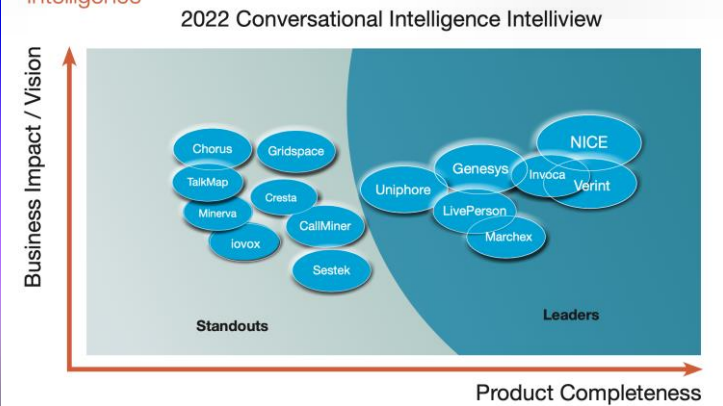 Intelligence
2022 Conversational Intelligence Intelliview
Business Impact / Vision
Chorus
Gridspace
NICE
TalkMap
Genesys
Invoca
Verint
Uniphore
Cresta
Minerva
LivePerson
CallMiner
iovox
Marchex
Sestek
Standouts
Leaders
Product Completeness